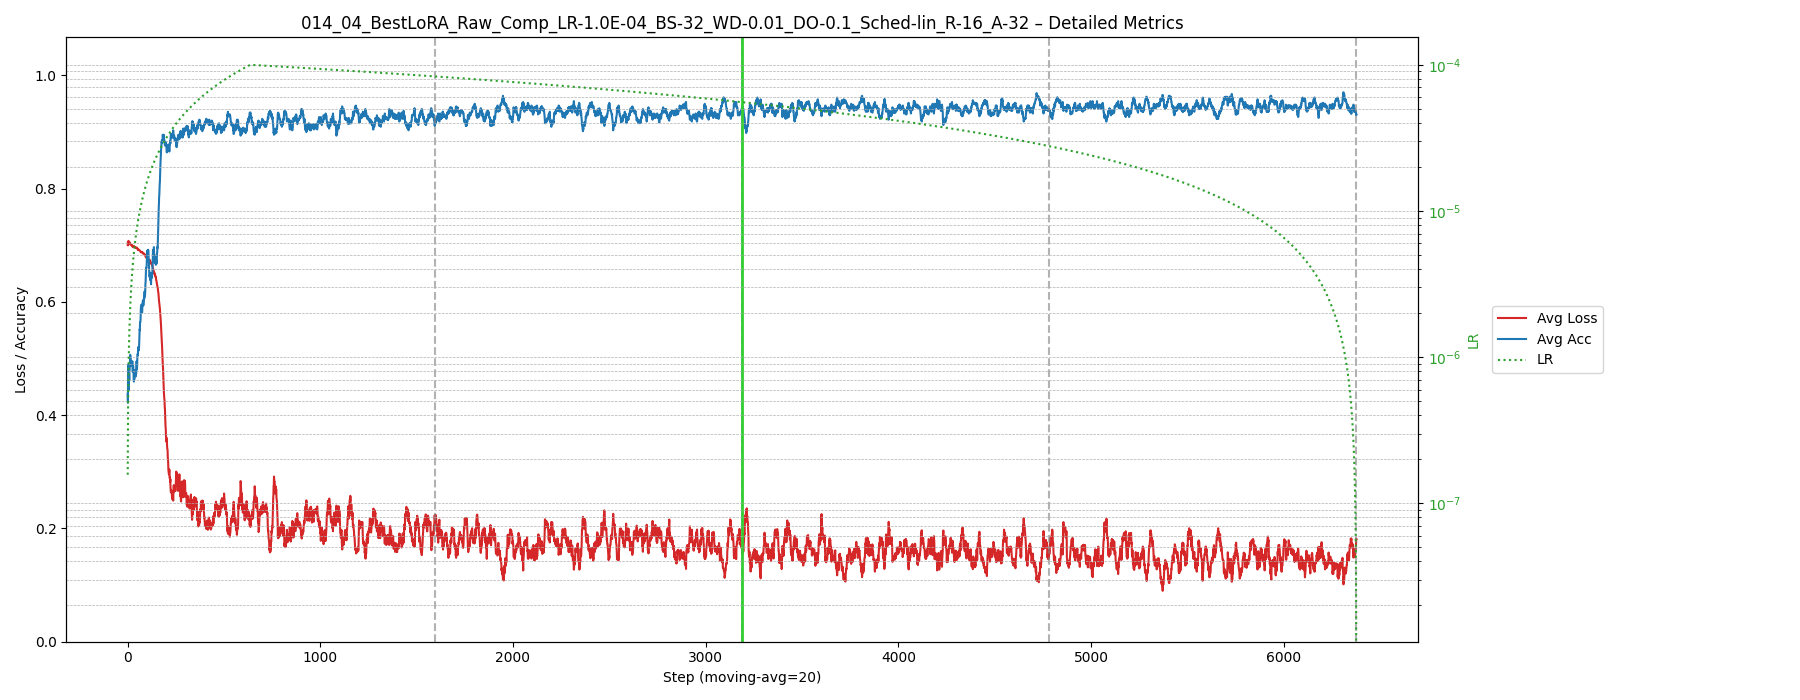 014_04_BestLoRA_Raw_Comp_LR-1.0E-04_BS-32_WD-0.01_DO-0.1_Sched-lin_R-16_A-32 – Detailed Metrics
1.0
0.8
0.6
0.4
0.2
0.0
Loss / Accuracy
0 1000 2000 3000 4000 5000 6000
Step (moving-avg=20)
10⁻⁴
10⁻⁵
10⁻⁶
10⁻⁷
LR
Avg Loss
Avg Acc
LR